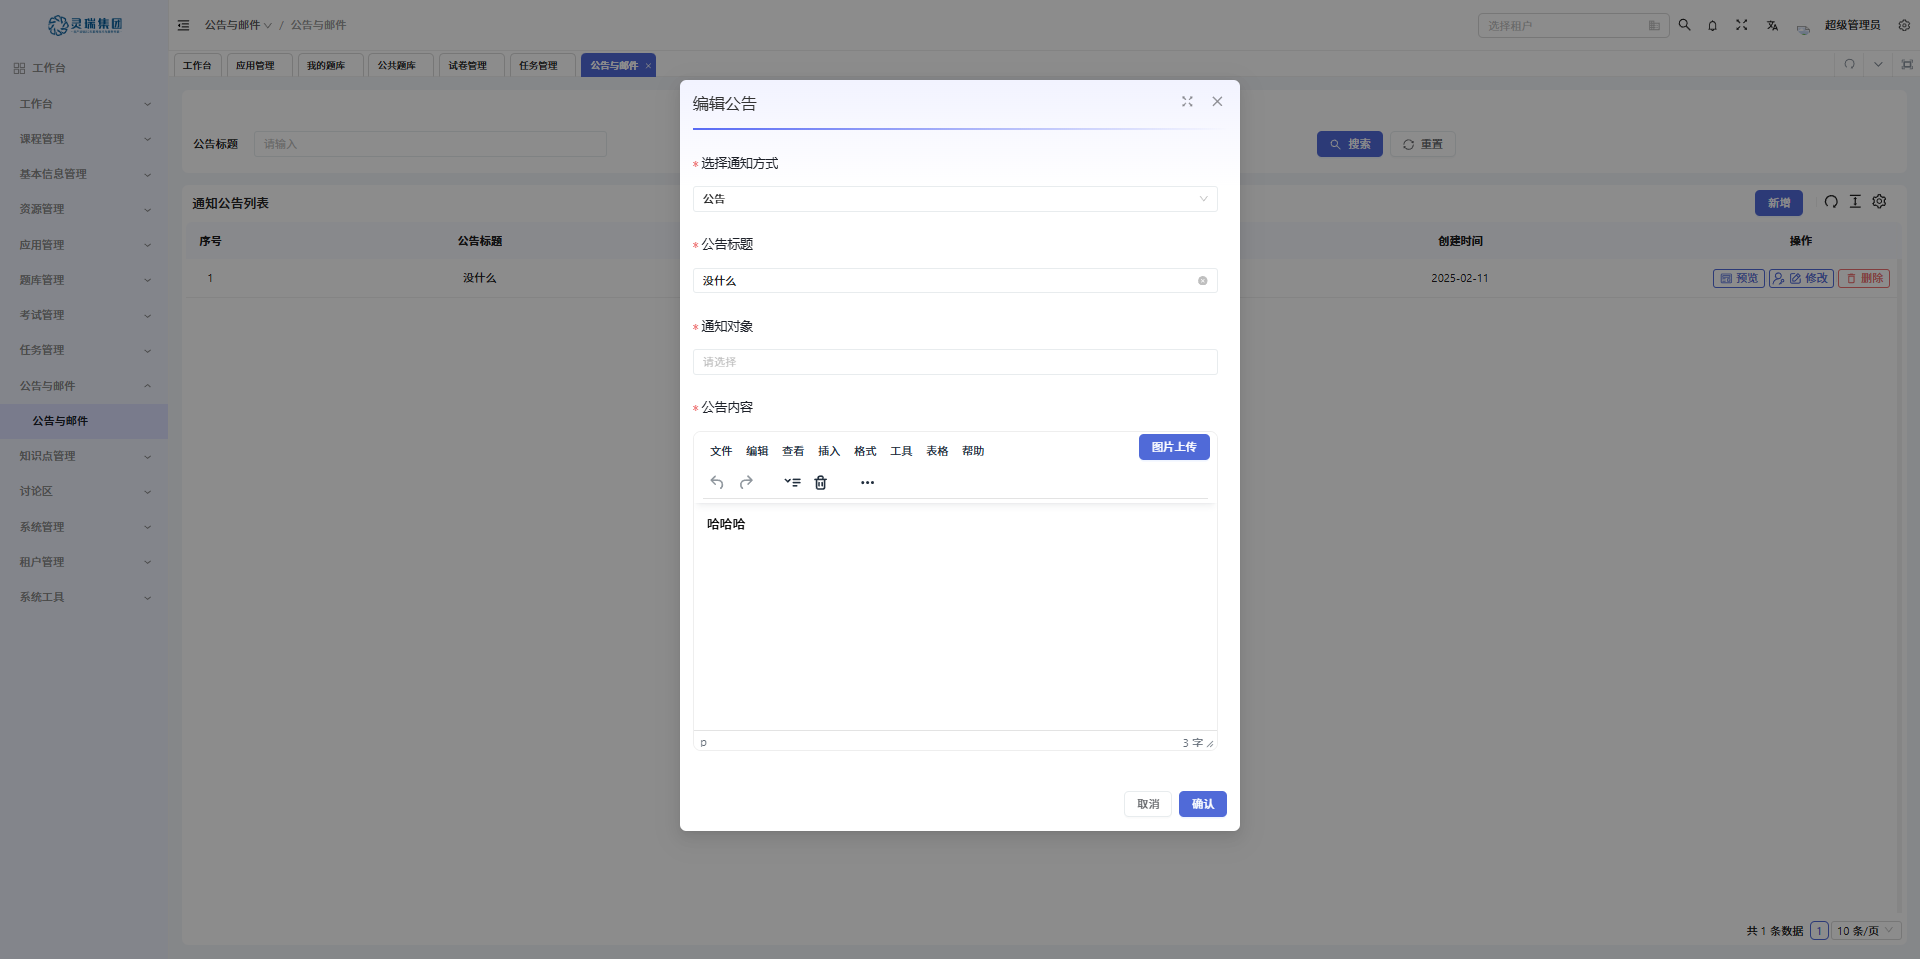 灵瑞集团
公告与邮件 / 公告与邮件
选择租户
超级管理员
工作台
工作台
应用管理
我的题库
公共题库
试卷管理
任务管理
公告与邮件
工作台
课程管理
基本信息管理
资源管理
应用管理
题库管理
考试管理
任务管理
公告与邮件
公告与邮件
知识点管理
讨论区
系统管理
租户管理
系统工具
公告标题
请输入
搜索
重置
通知公告列表
新增
序号
公告标题
创建时间
操作
1
没什么
2025-02-11
预览
修改
删除
编辑公告
* 选择通知方式
公告
* 公告标题
没什么
* 通知对象
请选择
* 公告内容
文件 编辑 查看 插入 格式 工具 表格 帮助
图片上传
哈哈哈
p
3 字
取消
确认
共 1 条数据
1
10 条/页